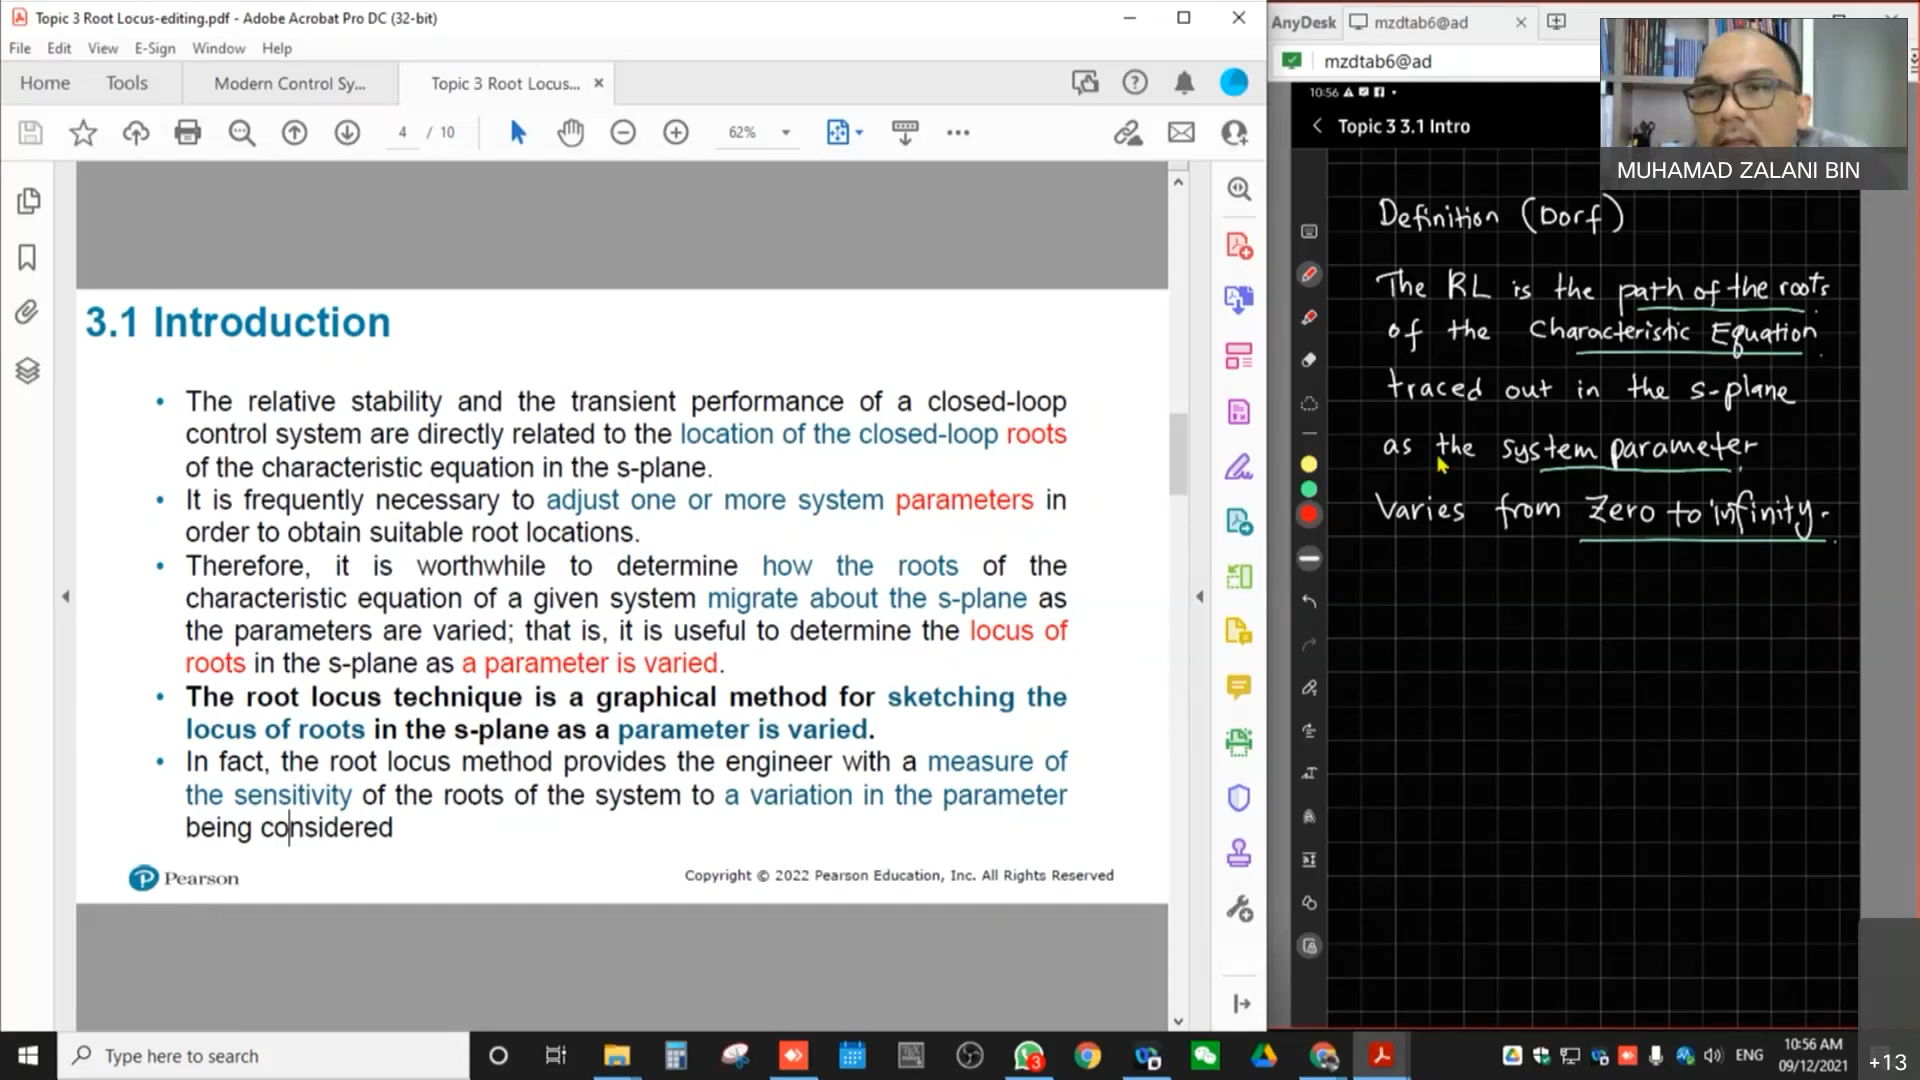 Topic 3 Root Locus-editing.pdf - Adobe Acrobat Pro DC (32-bit)
File Edit View E-Sign Window Help
Home Tools Modern Control Sy... Topic 3 Root Locus... ×
4 / 10 62%
3.1 Introduction
• The relative stability and the transient performance of a closed-loop
control system are directly related to the location of the closed-loop roots
of the characteristic equation in the s-plane.
• It is frequently necessary to adjust one or more system parameters in
order to obtain suitable root locations.
• Therefore, it is worthwhile to determine how the roots of the
characteristic equation of a given system migrate about the s-plane as
the parameters are varied; that is, it is useful to determine the locus of
roots in the s-plane as a parameter is varied.
• The root locus technique is a graphical method for sketching the
locus of roots in the s-plane as a parameter is varied.
• In fact, the root locus method provides the engineer with a measure of
the sensitivity of the roots of the system to a variation in the parameter
being considered
Pearson
Copyright © 2022 Pearson Education, Inc. All Rights Reserved
AnyDesk mzdtab6@ad
mzdtab6@ad
10:56
Topic 3 3.1 Intro
MUHAMAD ZALANI BIN
Definition (Dorf)
The RL is the path of the roots
of the Characteristic Equation
traced out in the s-plane
as the system parameter
Varies from Zero to infinity.
Type here to search
3
ENG
10:56 AM
09/12/2021
+13